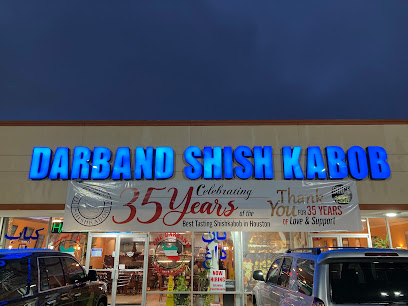 DARBAND SHISH KABOB
Celebrating
35 Years of the
Best Tasting Shishkabob in Houston
Thank
You FOR 35 YEARS
OF Love & Support!
NOW
HIRING